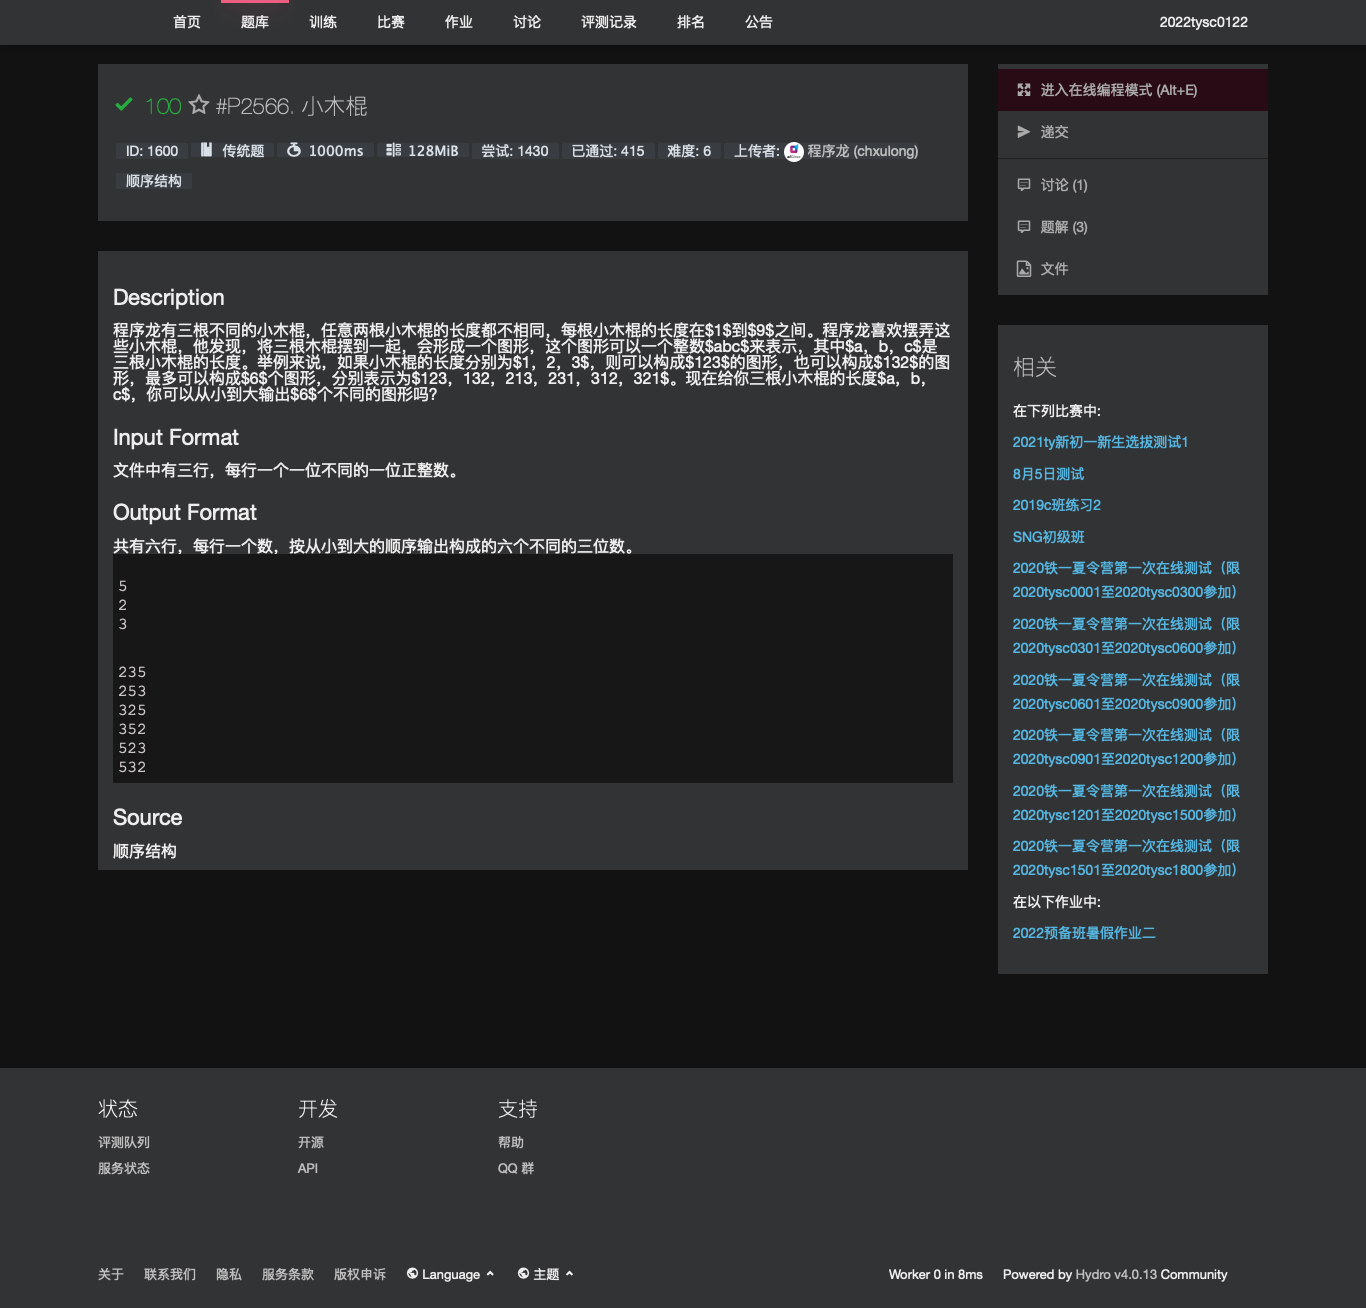 首页 题库 训练 比赛 作业 讨论 评测记录 排名 公告 2022tysc0122
100 #P2566. 小木棍
ID: 1600 传统题 1000ms 128MiB 尝试: 1430 已通过: 415 难度: 6 上传者: 程序龙 (chxulong)
顺序结构
Description
程序龙有三根不同的小木棍，任意两根小木棍的长度都不相同，每根小木棍的长度在$1$到$9$之间。程序龙喜欢摆弄这
些小木棍，他发现，将三根木棍摆到一起，会形成一个图形，这个图形可以一个整数$abc$来表示，其中$a，b，c$是
三根小木棍的长度。举例来说，如果小木棍的长度分别为$1，2，3$，则可以构成$123$的图形，也可以构成$132$的图
形，最多可以构成$6$个图形，分别表示为$123，132，213，231，312，321$。现在给你三根小木棍的长度$a，b，
c$，你可以从小到大输出$6$个不同的图形吗?
Input Format
文件中有三行，每行一个一位不同的一位正整数。
Output Format
共有六行，每行一个数，按从小到大的顺序输出构成的六个不同的三位数。
5
2
3
235
253
325
352
523
532
Source
顺序结构
进入在线编程模式 (Alt+E)
递交
讨论 (1)
题解 (3)
文件
相关
在下列比赛中:
2021ty新初一新生选拔测试1
8月5日测试
2019c班练习2
SNG初级班
2020铁一夏令营第一次在线测试（限
2020tysc0001至2020tysc0300参加）
2020铁一夏令营第一次在线测试（限
2020tysc0301至2020tysc0600参加）
2020铁一夏令营第一次在线测试（限
2020tysc0601至2020tysc0900参加）
2020铁一夏令营第一次在线测试（限
2020tysc0901至2020tysc1200参加）
2020铁一夏令营第一次在线测试（限
2020tysc1201至2020tysc1500参加）
2020铁一夏令营第一次在线测试（限
2020tysc1501至2020tysc1800参加）
在以下作业中:
2022预备班暑假作业二
状态 开发 支持
评测队列 开源 帮助
服务状态 API QQ 群
关于 联系我们 隐私 服务条款 版权申诉 Language 主题 Worker 0 in 8ms Powered by Hydro v4.0.13 Community